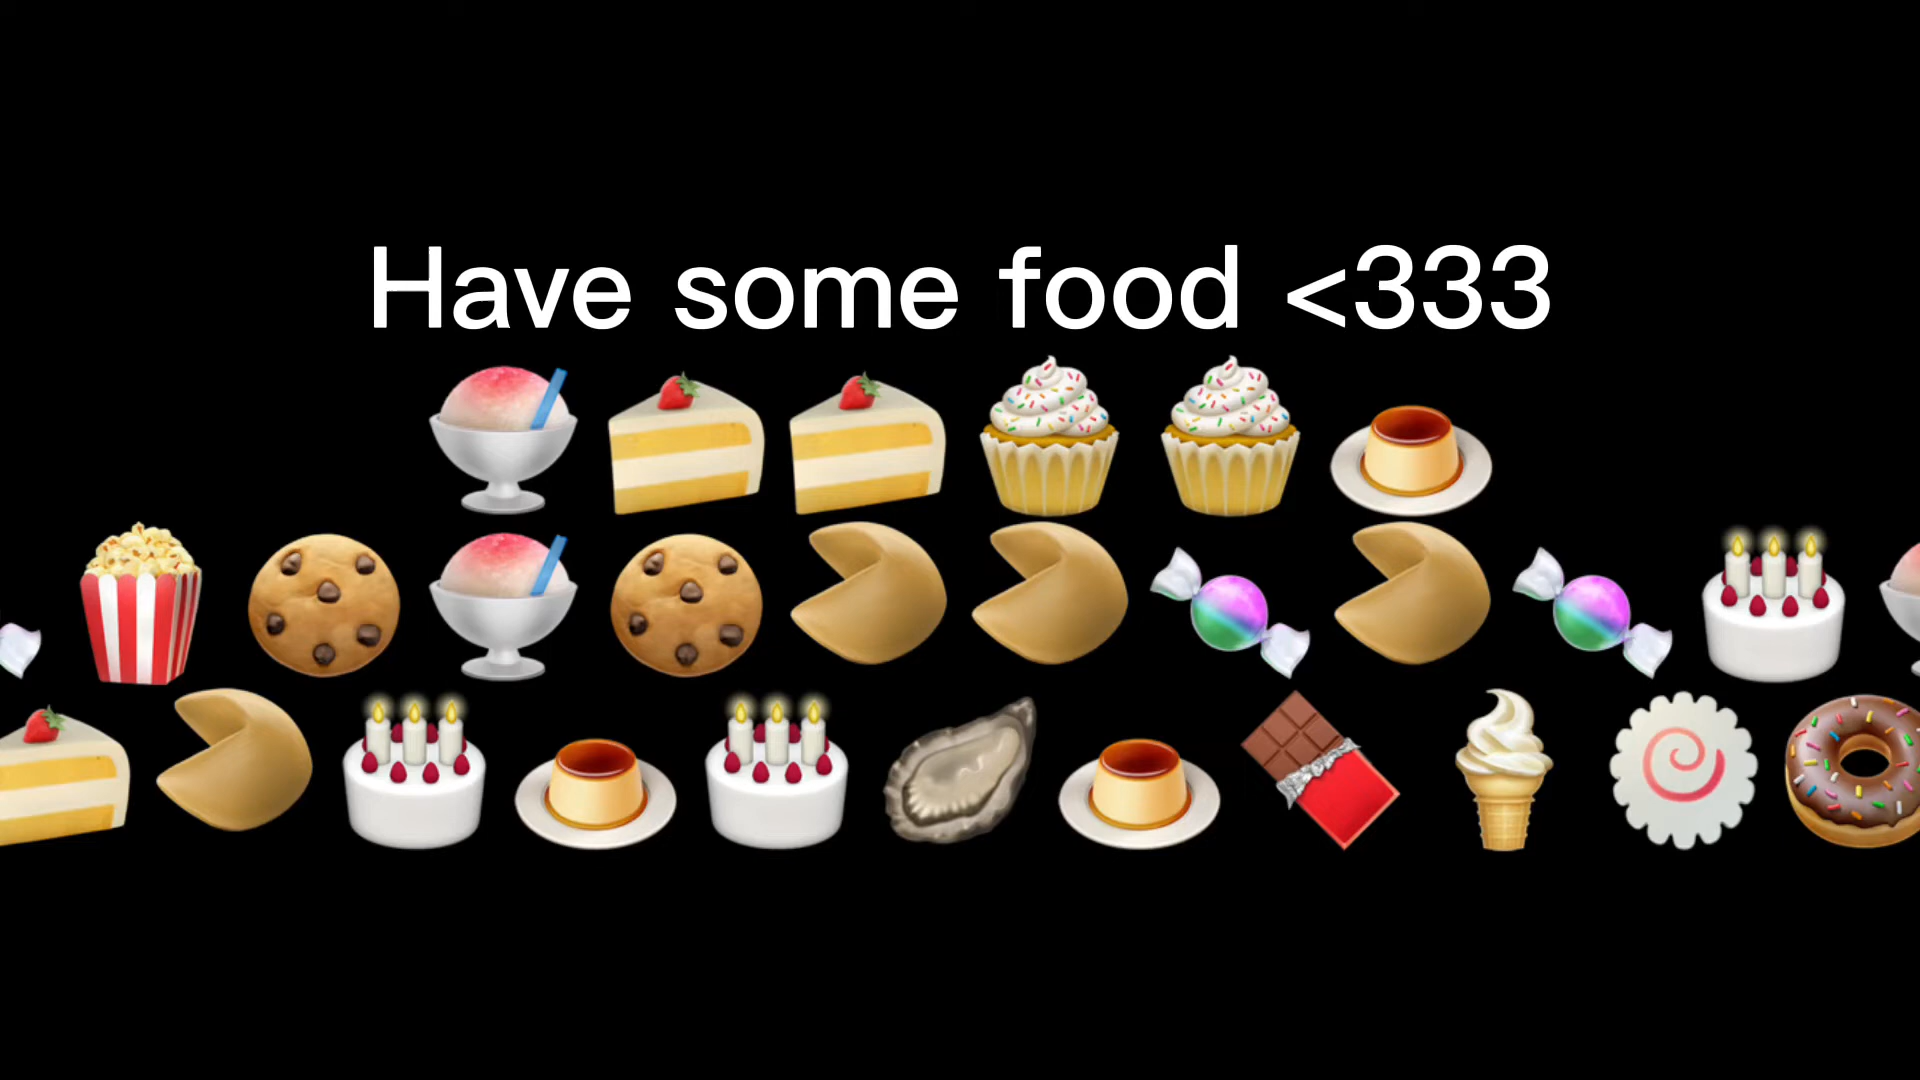 Have some food <333
🍧🍰🍰🧁🧁🍮
🍬🍿🍪🍧🍪🥠🥠🍬🥠🍬🎂🍧
🍰🥠🎂🍮🎂🦪🍮🍫🍦🍥🍩